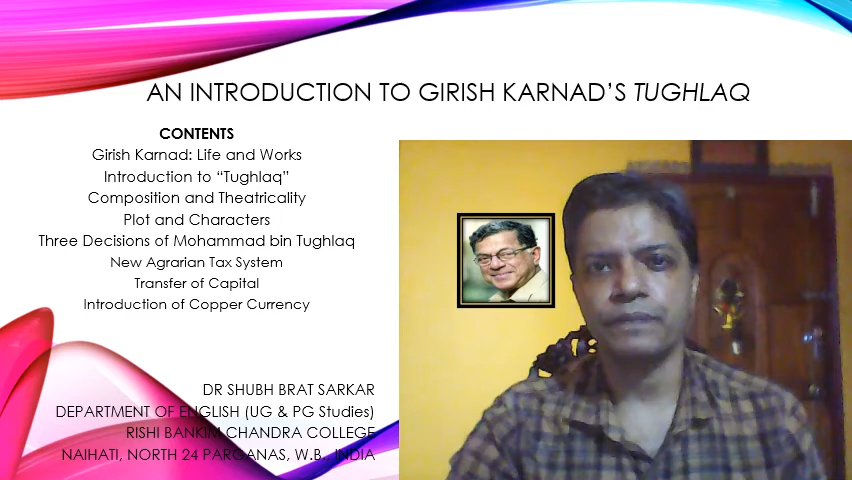 AN INTRODUCTION TO GIRISH KARNAD'S TUGHLAQ
CONTENTS
Girish Karnad: Life and Works
Introduction to “Tughlaq”
Composition and Theatricality
Plot and Characters
Three Decisions of Mohammad bin Tughlaq
New Agrarian Tax System
Transfer of Capital
Introduction of Copper Currency
DR SHUBH BRAT SARKAR
DEPARTMENT OF ENGLISH (UG & PG Studies)
RISHI BANKIM CHANDRA COLLEGE
NAIHATI, NORTH 24 PARGANAS, W.B., INDIA